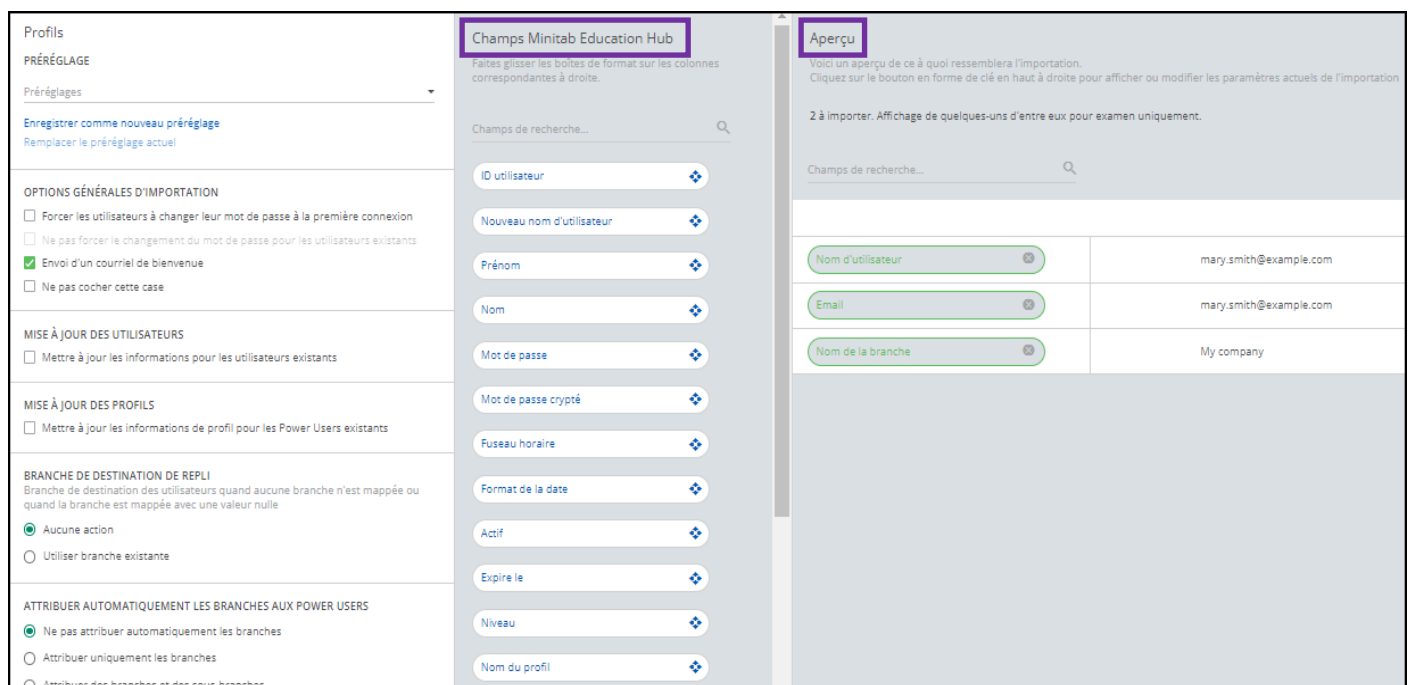 Profils
PRÉRÉGLAGE
Préréglages
Enregistrer comme nouveau préréglage
Remplacer le préréglage actuel
OPTIONS GÉNÉRALES D'IMPORTATION
Forcer les utilisateurs à changer leur mot de passe à la première connexion
Ne pas forcer le changement du mot de passe pour les utilisateurs existants
Envoi d'un courriel de bienvenue
Ne pas cocher cette case
MISE À JOUR DES UTILISATEURS
Mettre à jour les informations pour les utilisateurs existants
MISE À JOUR DES PROFILS
Mettre à jour les informations de profil pour les Power Users existants
BRANCHE DE DESTINATION DE REPLI
Branche de destination des utilisateurs quand aucune branche n'est mappée ou
quand la branche est mappée avec une valeur nulle
Aucune action
Utiliser branche existante
ATTRIBUER AUTOMATIQUEMENT LES BRANCHES AUX POWER USERS
Ne pas attribuer automatiquement les branches
Attribuer uniquement les branches
Attribuer des branches et des sous-branches
Champs Minitab Education Hub
Faites glisser les boîtes de format sur les colonnes
correspondantes à droite.
Champs de recherche...
ID utilisateur
Nouveau nom d'utilisateur
Prénom
Nom
Mot de passe
Mot de passe crypté
Fuseau horaire
Format de la date
Actif
Expire le
Niveau
Nom du profil
Aperçu
Voici un aperçu de ce à quoi ressemblera l'importation.
Cliquez sur le bouton en forme de clé en haut à droite pour afficher ou modifier les paramètres actuels de l'importation
2 à importer. Affichage de quelques-uns d'entre eux pour examen uniquement.
Champs de recherche...
Nom d'utilisateur mary.smith@example.com
Email mary.smith@example.com
Nom de la branche My company